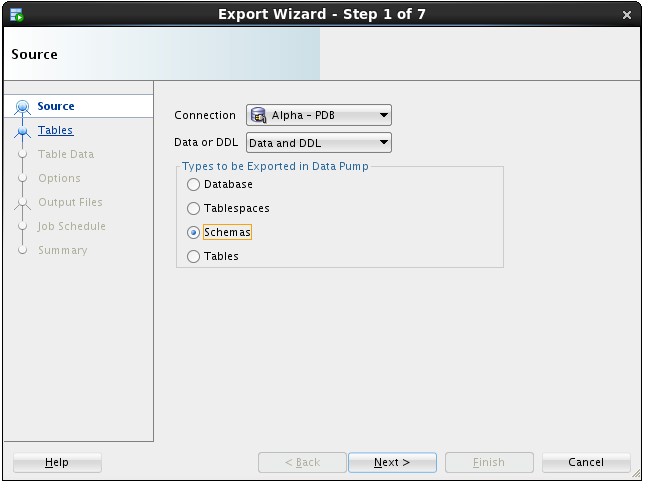 Export Wizard - Step 1 of 7
Source
Source
Tables
Table Data
Options
Output Files
Job Schedule
Summary
Connection Alpha - PDB
Data or DDL Data and DDL
Types to be Exported in Data Pump
Database
Tablespaces
Schemas
Tables
Help < Back Next > Finish Cancel